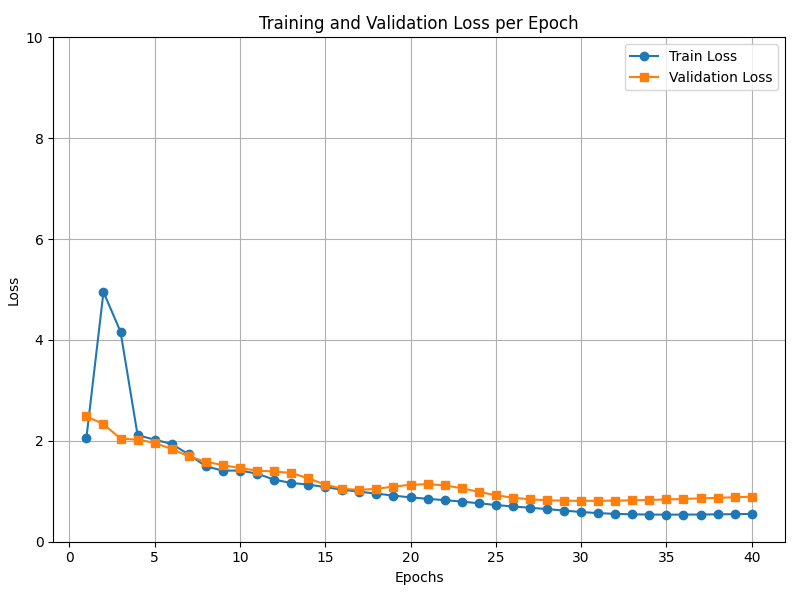 Training and Validation Loss per Epoch
Train Loss
Validation Loss
Loss
10
8
6
4
2
0
0 5 10 15 20 25 30 35 40
Epochs